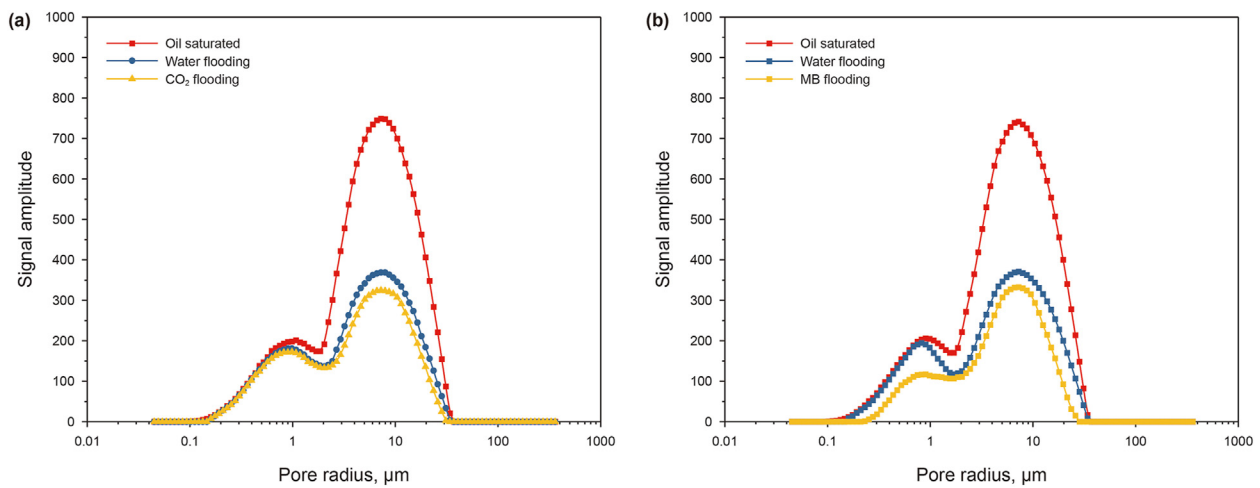 (a)
1000
900
800
700
600
500
400
300
200
100
0
Signal amplitude
Oil saturated
Water flooding
CO₂ flooding
0.01
0.1
1
10
100
1000
Pore radius, μm
(b)
1000
900
800
700
600
500
400
300
200
100
0
Signal amplitude
Oil saturated
Water flooding
MB flooding
0.01
0.1
1
10
100
1000
Pore radius, μm